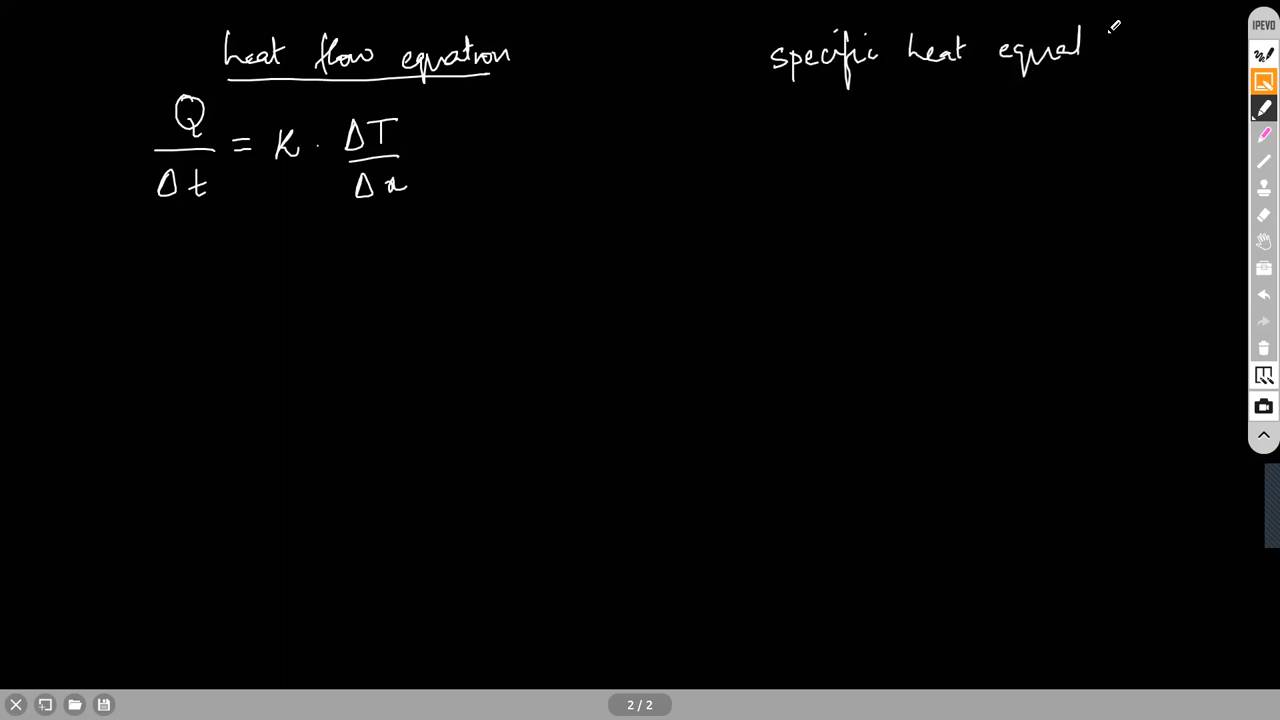 heat flow equation
Q/Δt = K · ΔT/Δx
specific heat equal
IPEVO
2 / 2